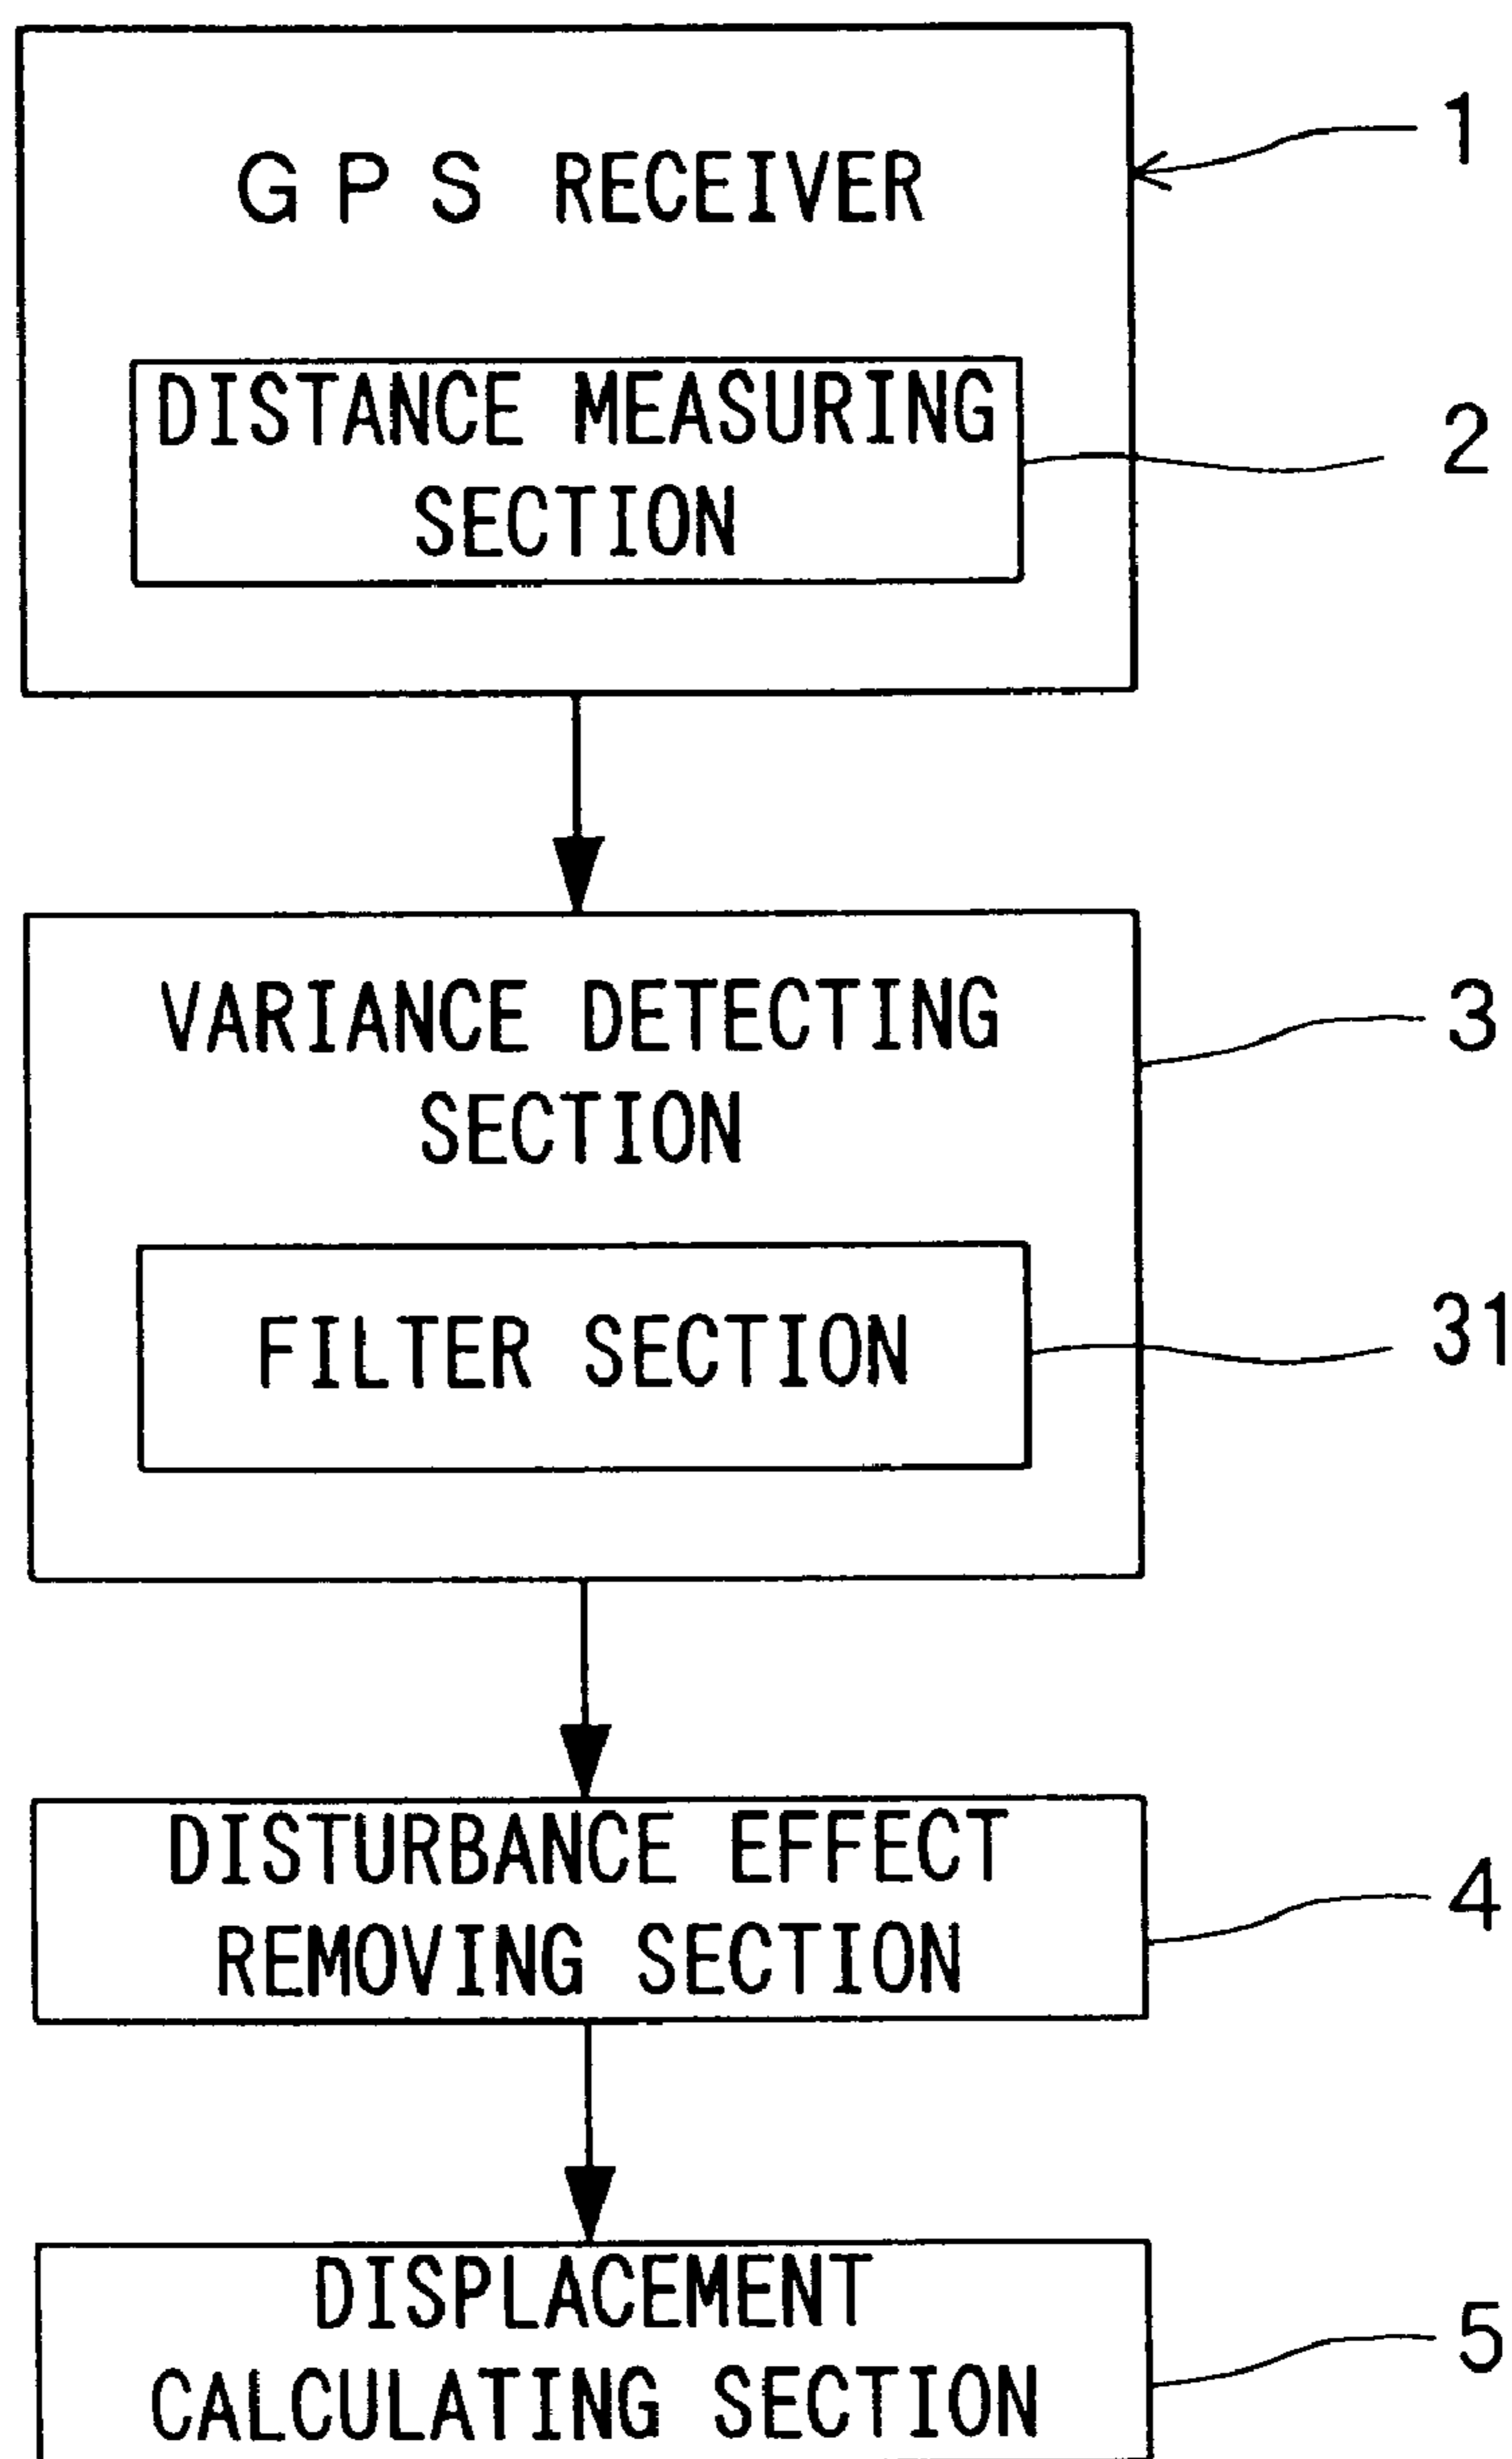 GPS RECEIVER
1
DISTANCE MEASURING
SECTION
2
VARIANCE DETECTING
SECTION
3
FILTER SECTION
31
DISTURBANCE EFFECT
REMOVING SECTION
4
DISPLACEMENT
CALCULATING SECTION
5